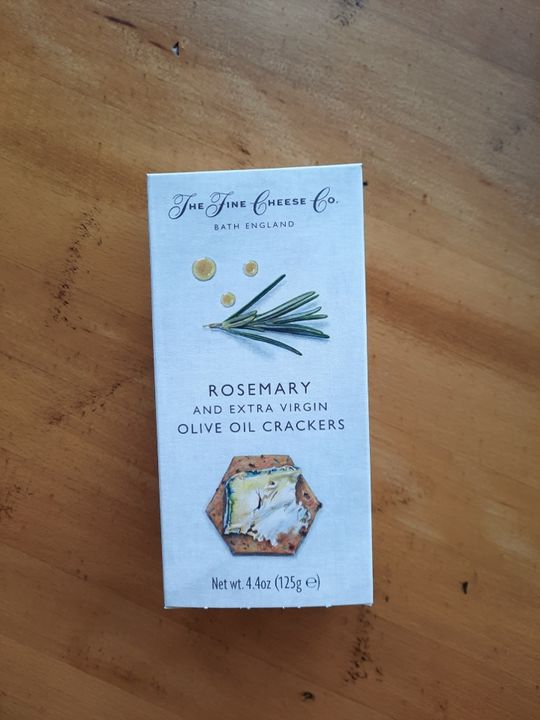 The Fine Cheese Co.
BATH ENGLAND
ROSEMARY
AND EXTRA VIRGIN
OLIVE OIL CRACKERS
Net wt. 4.4oz (125g ℮)